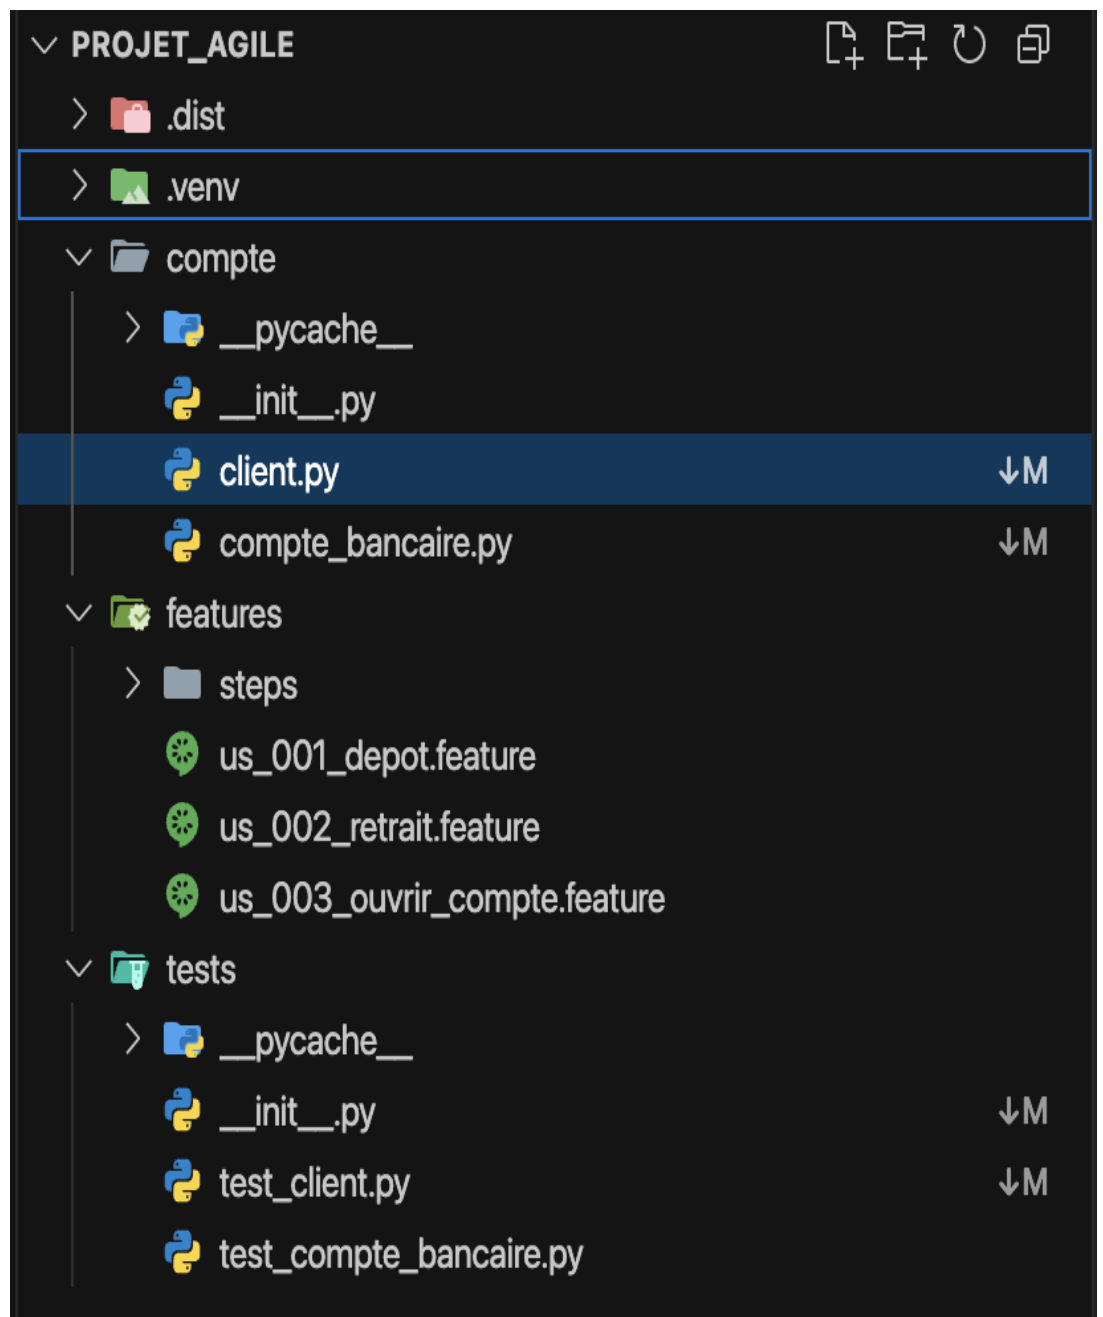 PROJET_AGILE
.dist
.venv
compte
__pycache__
__init__.py
client.py ↓M
compte_bancaire.py ↓M
features
steps
us_001_depot.feature
us_002_retrait.feature
us_003_ouvrir_compte.feature
tests
__pycache__
__init__.py ↓M
test_client.py ↓M
test_compte_bancaire.py